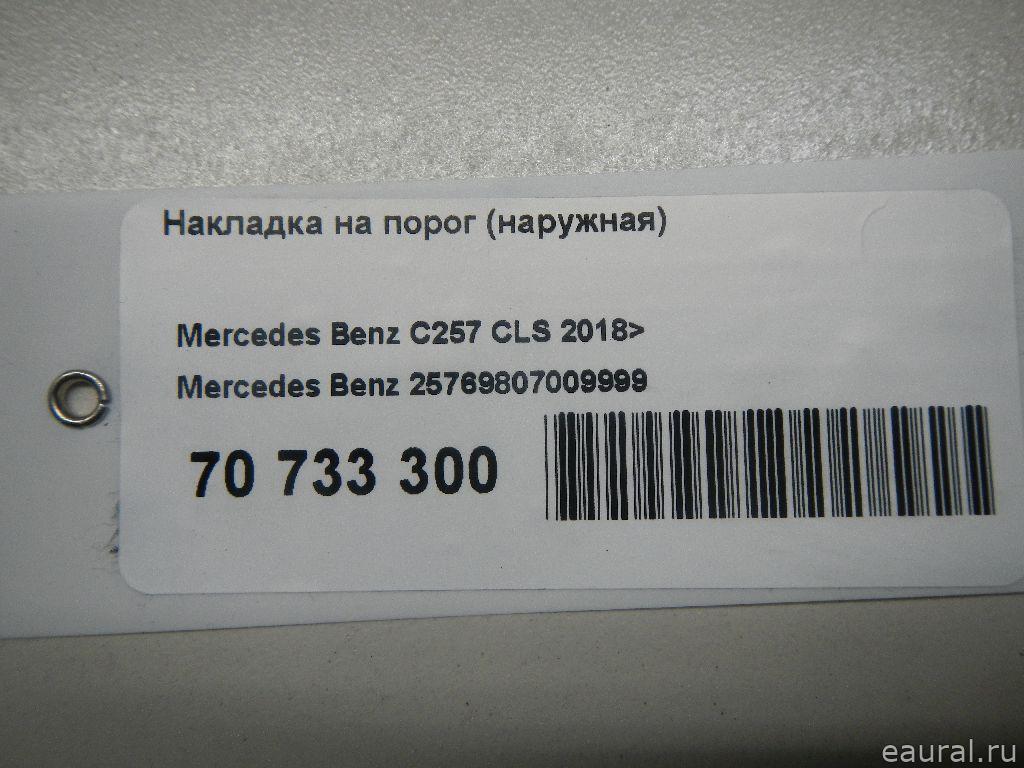 Накладка на порог (наружная)
Mercedes Benz C257 CLS 2018>
Mercedes Benz 25769807009999
70 733 300
eaural.ru